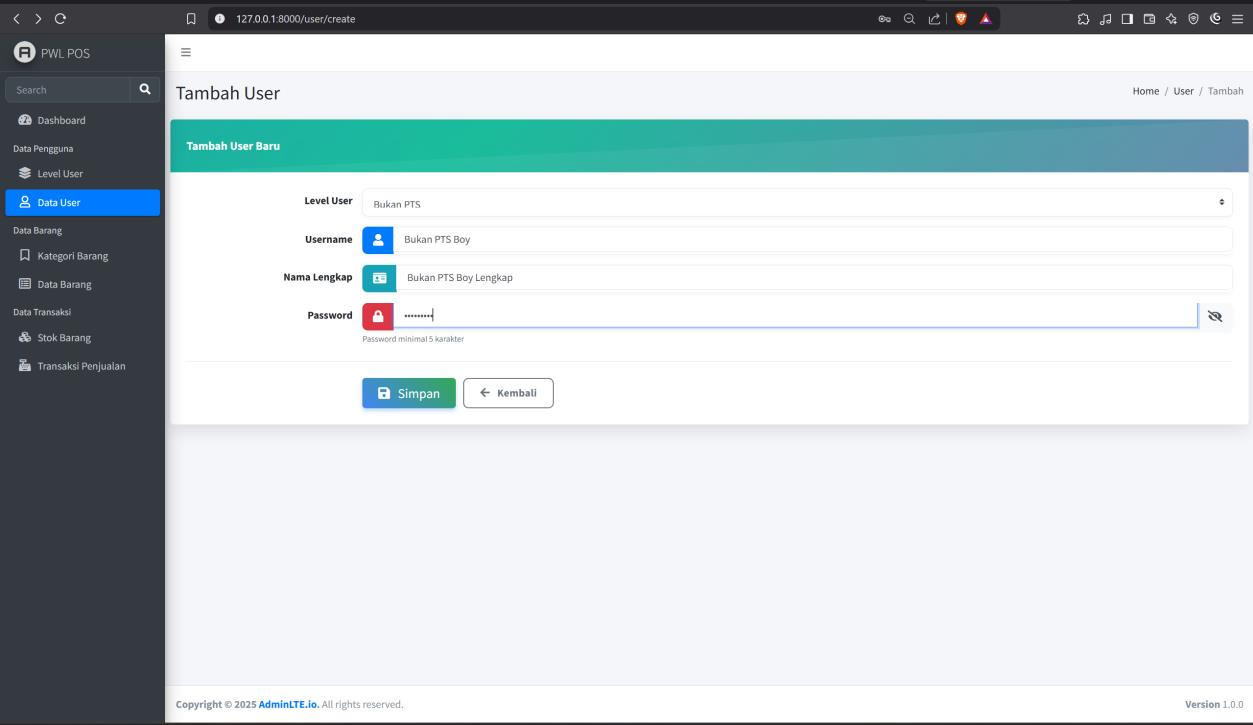 127.0.0.1:8000/user/create
PWL POS
Search
Dashboard
Data Pengguna
Level User
Data User
Data Barang
Kategori Barang
Data Barang
Data Transaksi
Stok Barang
Transaksi Penjualan
Tambah User
Home / User / Tambah
Tambah User Baru
Level User Bukan PTS
Username Bukan PTS Boy
Nama Lengkap Bukan PTS Boy Lengkap
Password •••••••••
Password minimal 5 karakter
Simpan Kembali
Copyright © 2025 AdminLTE.io. All rights reserved.
Version 1.0.0